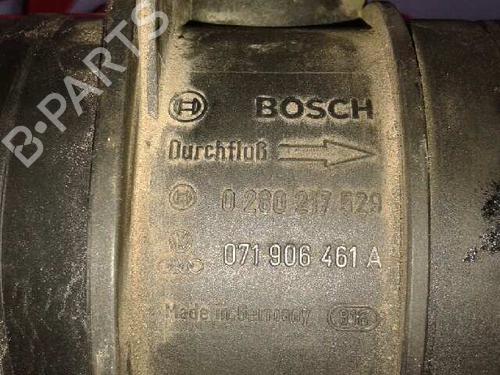 B-PARTS
BOSCH
Durchfluß
0 280 217 529
071 906 461 A
Made in Germany